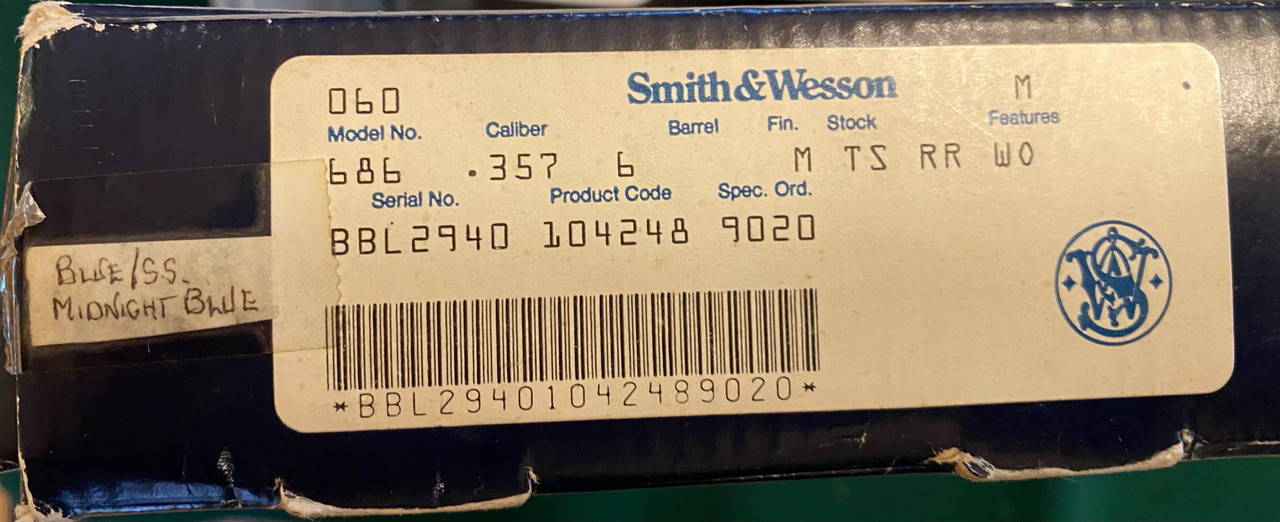 060 Smith & Wesson M
Model No. Caliber Barrel Fin. Stock Features
686 .357 6 M TS RR WO
Serial No. Product Code Spec. Ord.
BBL2940 104248 9020
BLUE/S.S.
MIDNIGHT BLUE
*BBL29401042489020*
SW